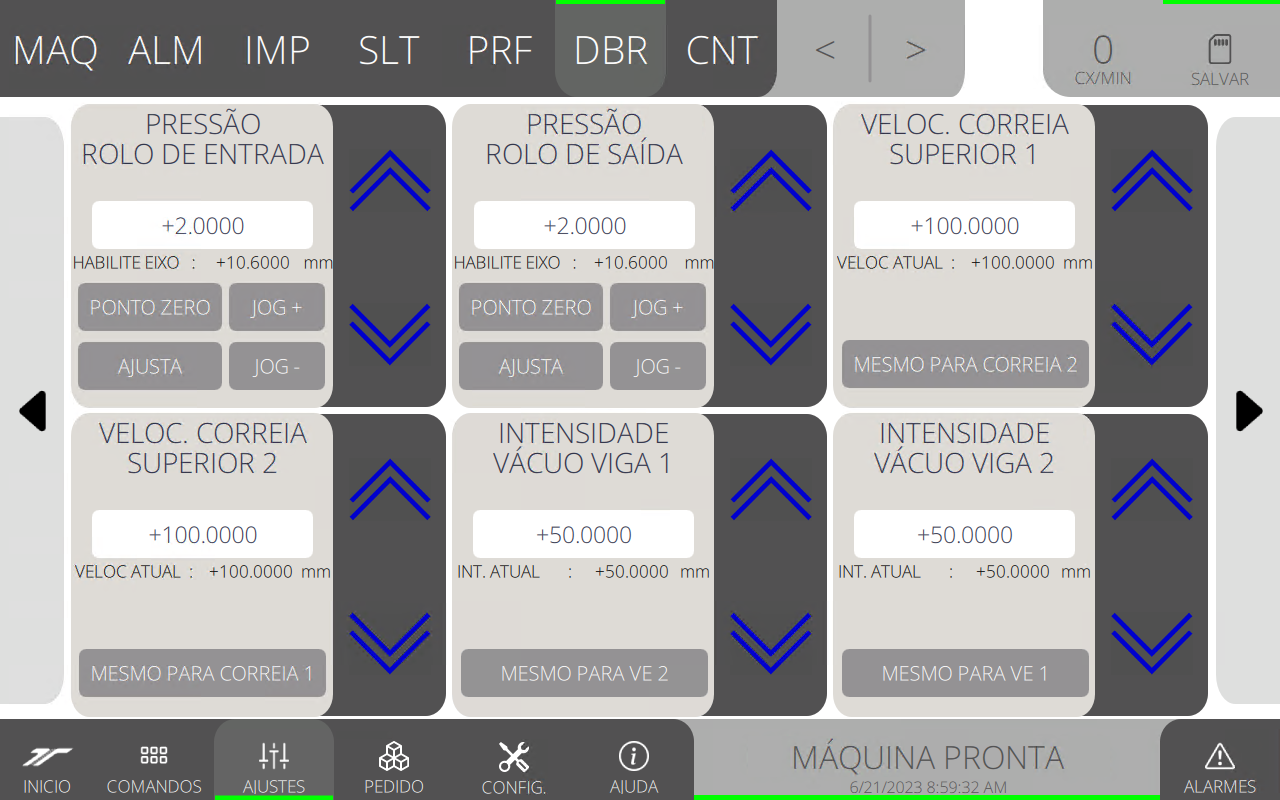 MAQ ALM IMP SLT PRF DBR CNT < > 0
CX/MIN SALVAR
PRESSÃO
ROLO DE ENTRADA
+2.0000
HABILITE EIXO : +10.6000 mm
PONTO ZERO JOG +
AJUSTA JOG -
PRESSÃO
ROLO DE SAÍDA
+2.0000
HABILITE EIXO : +10.6000 mm
PONTO ZERO JOG +
AJUSTA JOG -
VELOC. CORREIA
SUPERIOR 1
+100.0000
VELOC ATUAL : +100.0000 mm
MESMO PARA CORREIA 2
VELOC. CORREIA
SUPERIOR 2
+100.0000
VELOC ATUAL : +100.0000 mm
MESMO PARA CORREIA 1
INTENSIDADE
VÁCUO VIGA 1
+50.0000
INT. ATUAL : +50.0000 mm
MESMO PARA VE 2
INTENSIDADE
VÁCUO VIGA 2
+50.0000
INT. ATUAL : +50.0000 mm
MESMO PARA VE 1
INICIO COMANDOS AJUSTES PEDIDO CONFIG. AJUDA
MÁQUINA PRONTA
6/21/2023 8:59:32 AM
ALARMES